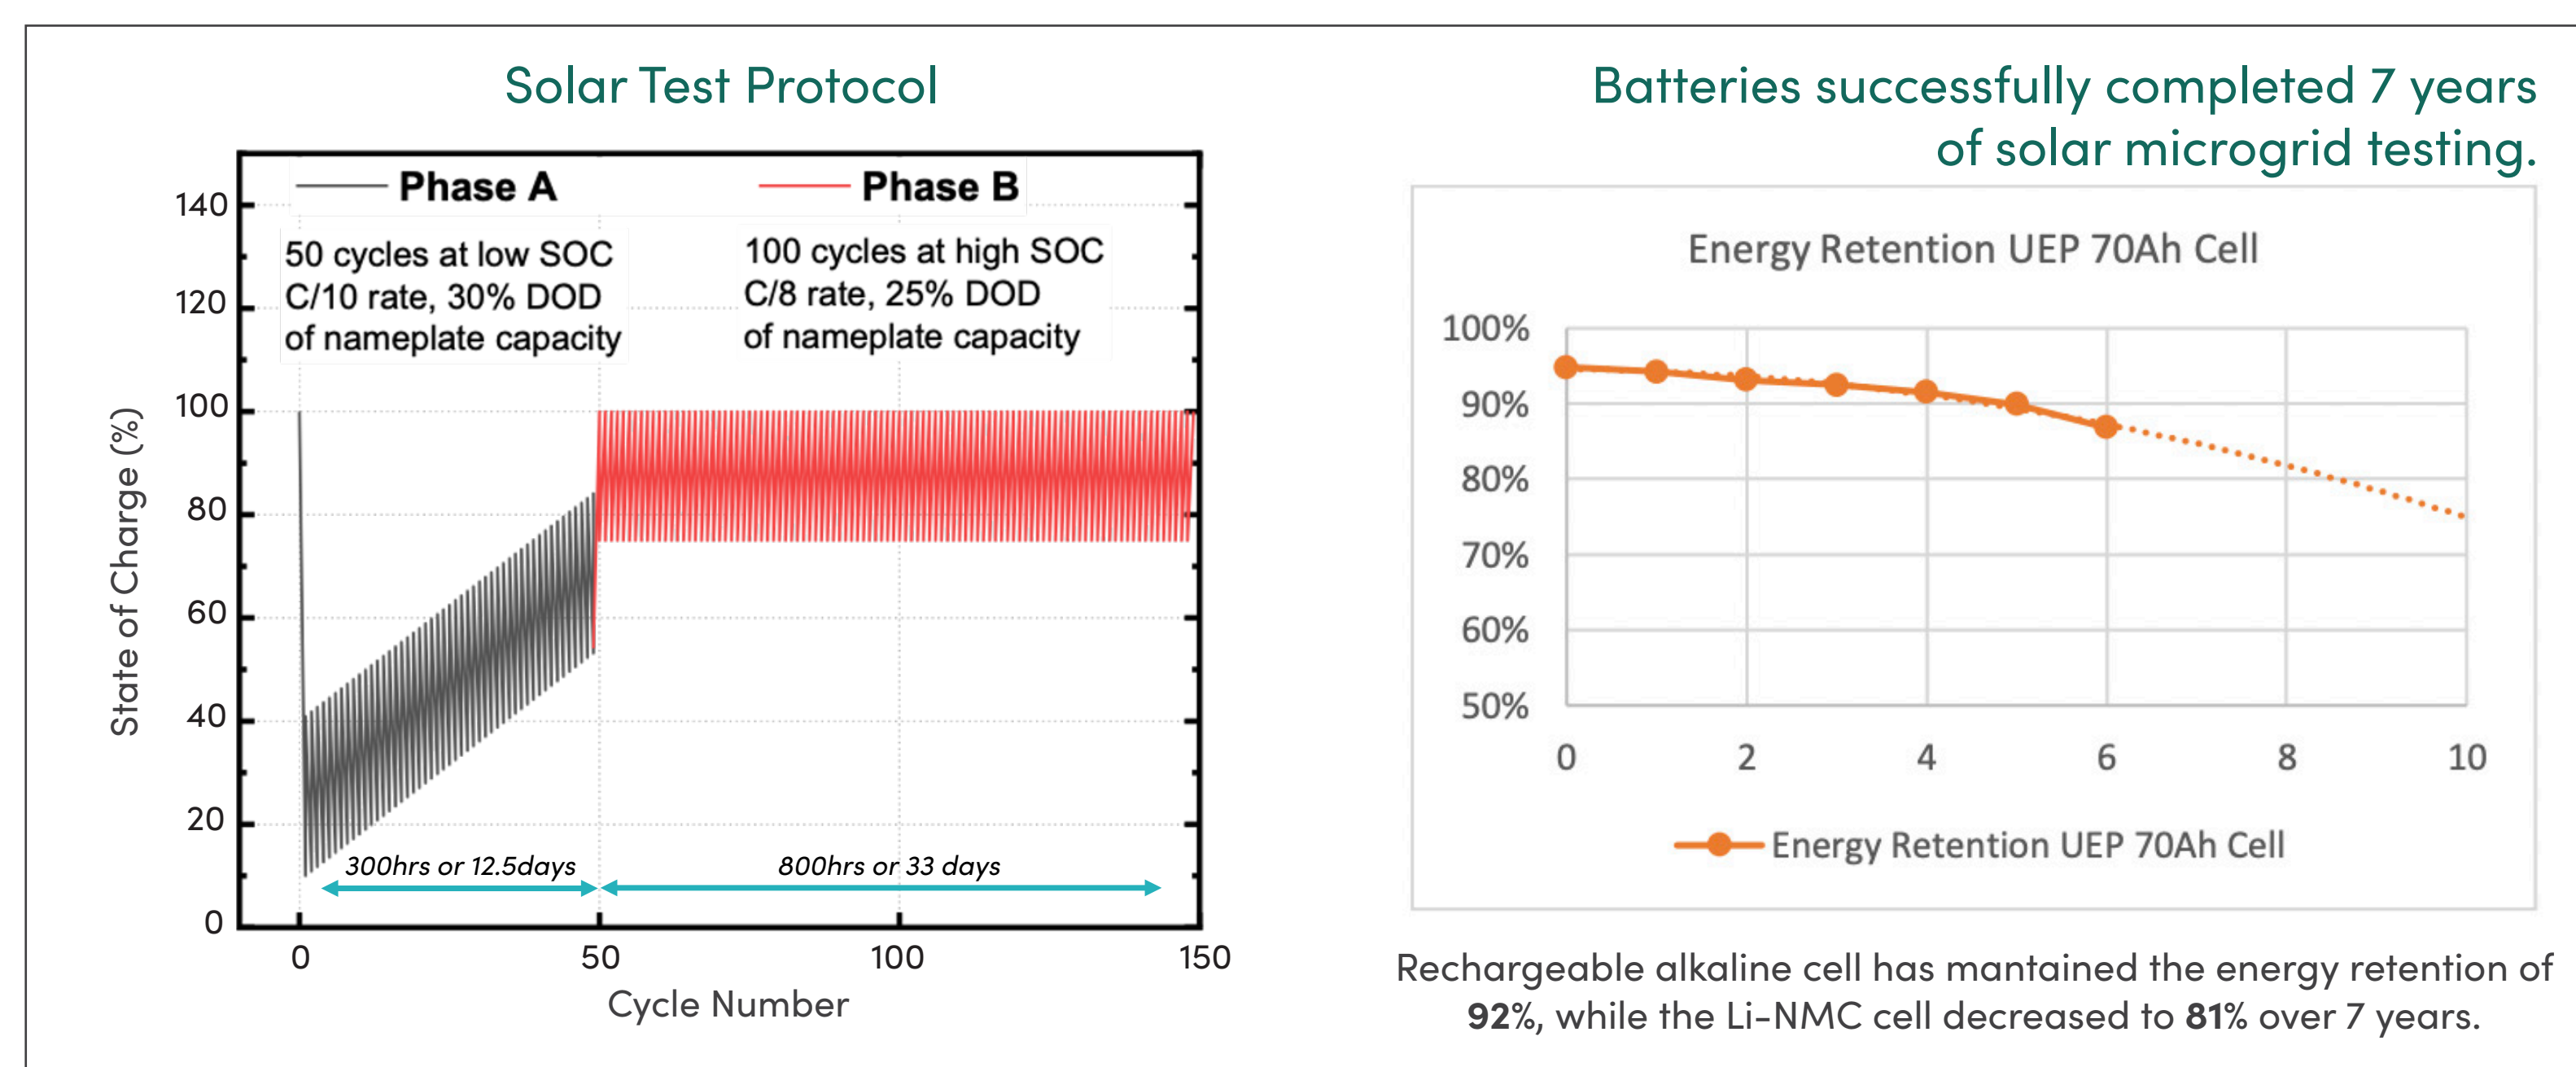 Solar Test Protocol
Phase A
Phase B
50 cycles at low SOC
C/10 rate, 30% DOD
of nameplate capacity
100 cycles at high SOC
C/8 rate, 25% DOD
of nameplate capacity
State of Charge (%)
140
120
100
80
60
40
20
0
300hrs or 12.5days
800hrs or 33 days
0
50
100
150
Cycle Number
Batteries successfully completed 7 years
of solar microgrid testing.
Energy Retention UEP 70Ah Cell
100%
90%
80%
70%
60%
50%
0
2
4
6
8
10
Energy Retention UEP 70Ah Cell
Rechargeable alkaline cell has mantained the energy retention of
92%, while the Li-NMC cell decreased to 81% over 7 years.